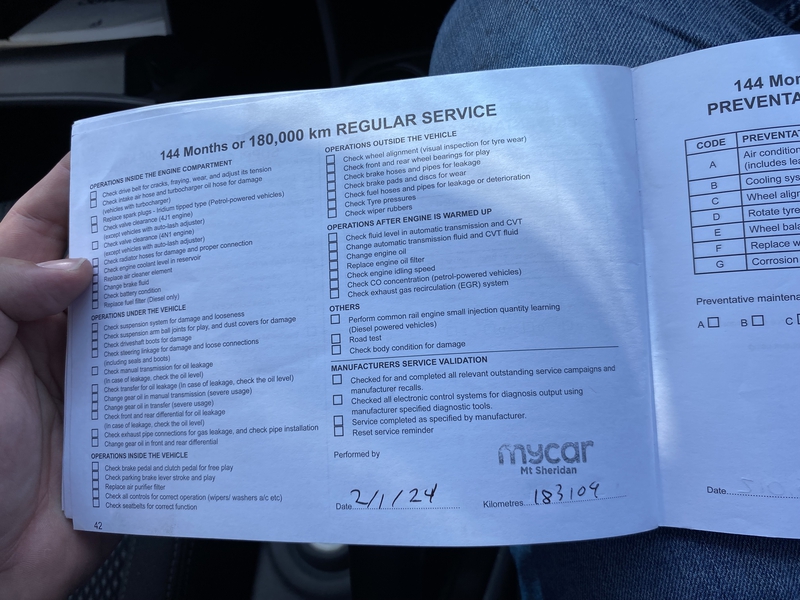 144 Months or 180,000 km REGULAR SERVICE
OPERATIONS INSIDE THE ENGINE COMPARTMENT
Check drive belt for cracks, fraying, wear, and adjust its tension
Check intake air hose and turbocharger oil hose for damage
(vehicles with turbocharger)
Replace spark plugs - Iridium tipped type (Petrol-powered vehicles)
Check valve clearance (4J1 engine)
(except vehicles with auto-lash adjuster)
Check valve clearance (4N1 engine)
(except vehicles with auto-lash adjuster)
Check radiator hoses for damage and proper connection
Check engine coolant level in reservoir
Replace air cleaner element
Change brake fluid
Check battery condition
Replace fuel filter (Diesel only)
OPERATIONS UNDER THE VEHICLE
Check suspension system for damage and looseness
Check suspension arm ball joints for play, and dust covers for damage
Check driveshaft boots for damage
Check steering linkage for damage and loose connections
(including seals and boots)
Check manual transmission for oil leakage
(In case of leakage, check the oil level)
Check transfer for oil leakage (In case of leakage, check the oil level)
Change gear oil in manual transmission (severe usage)
Change gear oil in transfer (severe usage)
Check front and rear differential for oil leakage
(In case of leakage, check the oil level)
Check exhaust pipe connections for gas leakage, and check pipe installation
Change gear oil in front and rear differential
OPERATIONS INSIDE THE VEHICLE
Check brake pedal and clutch pedal for free play
Check parking brake lever stroke and play
Replace air purifier filter
Check all controls for correct operation (wipers/ washers a/c etc)
Check seatbelts for correct function
42
OPERATIONS OUTSIDE THE VEHICLE
Check wheel alignment (visual inspection for tyre wear)
Check front and rear wheel bearings for play
Check brake hoses and pipes for leakage
Check brake pads and discs for wear
Check fuel hoses and pipes for leakage or deterioration
Check Tyre pressures
Check wiper rubbers
OPERATIONS AFTER ENGINE IS WARMED UP
Check fluid level in automatic transmission and CVT
Change automatic transmission fluid and CVT fluid
Change engine oil
Replace engine oil filter
Check engine idling speed
Check CO concentration (petrol-powered vehicles)
Check exhaust gas recirculation (EGR) system
OTHERS
Perform common rail engine small injection quantity learning
(Diesel powered vehicles)
Road test
Check body condition for damage
MANUFACTURERS SERVICE VALIDATION
Checked for and completed all relevant outstanding service campaigns and
manufacturer recalls.
Checked all electronic control systems for diagnosis output using
manufacturer specified diagnostic tools.
Service completed as specified by manufacturer.
Reset service reminder
Performed by
mycar
Mt Sheridan
Date 2/1/24 Kilometres 183109
144 Mon
PREVENTA
CODE PREVENTA
A Air condition
(includes lea
B Cooling sys
C Wheel align
D Rotate tyre
E Wheel bala
F Replace w
G Corrosion
Preventative maintena
A B C
Date